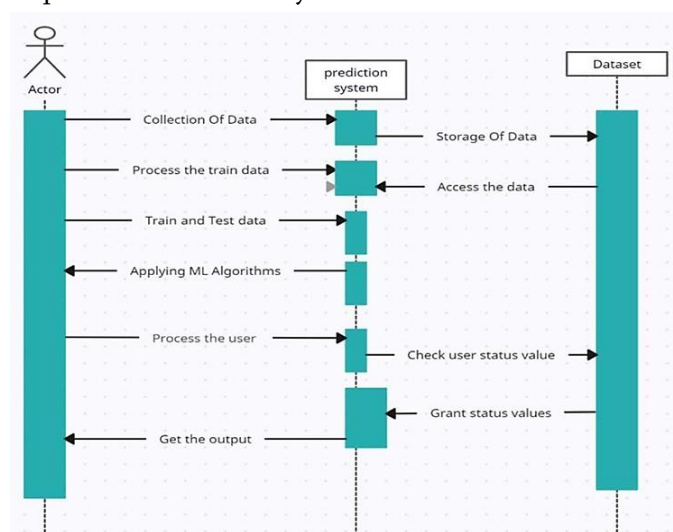 Actor
prediction
system
Dataset
Collection Of Data
Storage Of Data
Process the train data
Access the data
Train and Test data
Applying ML Algorithms
Process the user
Check user status value
Grant status values
Get the output